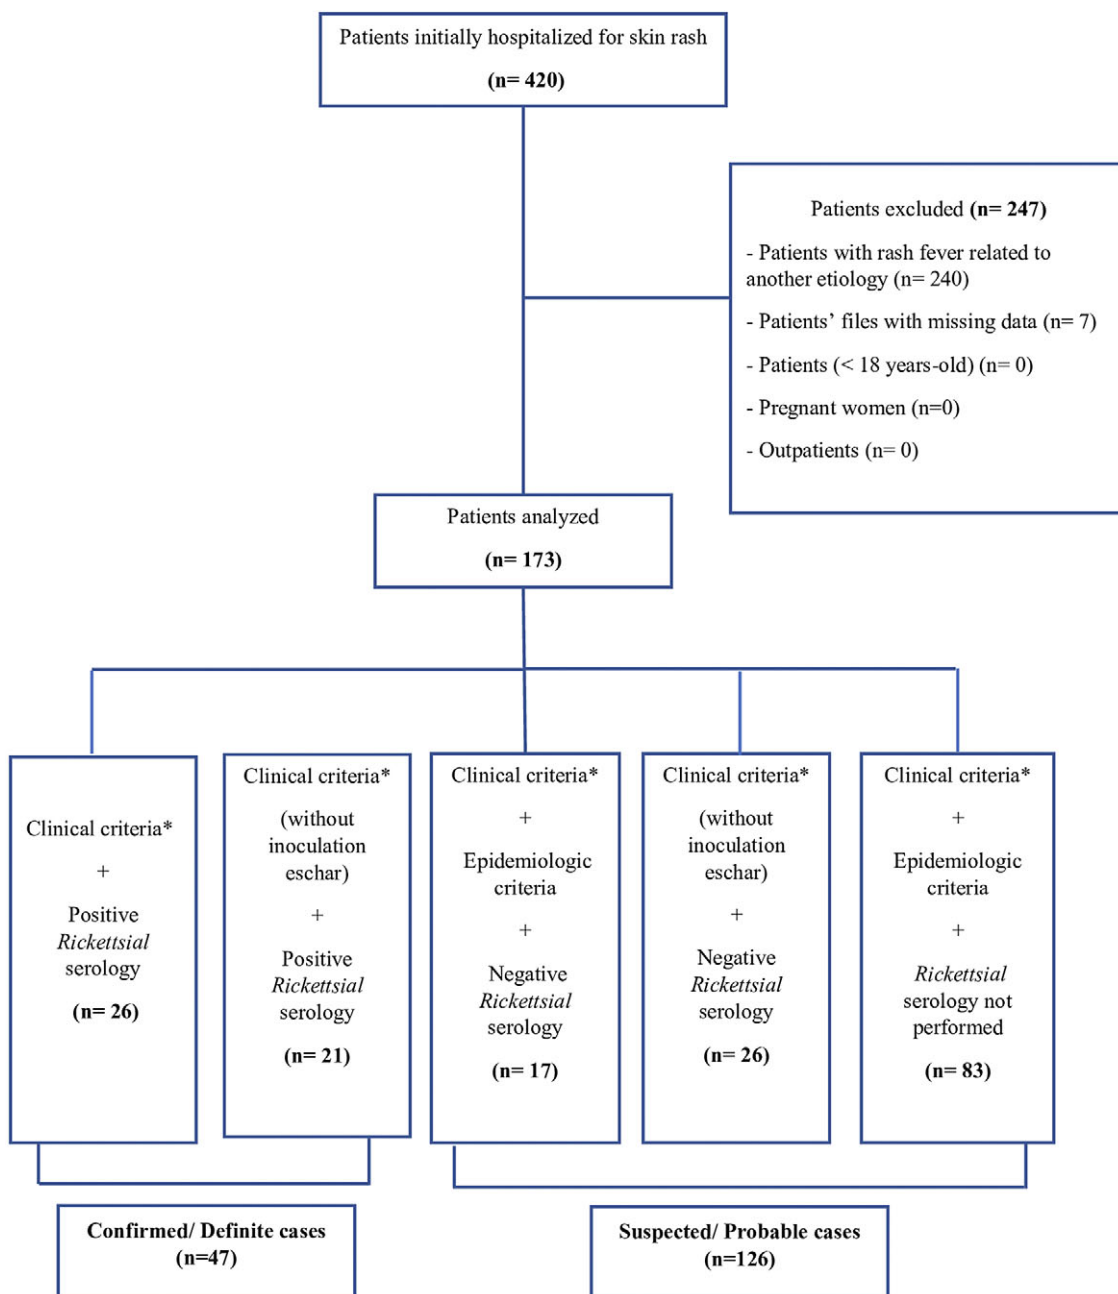 Patients initially hospitalized for skin rash
(n= 420)
Patients excluded (n= 247)
- Patients with rash fever related to
another etiology (n= 240)
- Patients’ files with missing data (n= 7)
- Patients (< 18 years-old) (n= 0)
- Pregnant women (n=0)
- Outpatients (n= 0)
Patients analyzed
(n= 173)
Clinical criteria*
+
Positive
Rickettsial
serology
(n= 26)
Clinical criteria*
(without
inoculation
eschar)
+
Positive
Rickettsial
serology
(n= 21)
Clinical criteria*
+
Epidemiologic
criteria
+
Negative
Rickettsial
serology
(n= 17)
Clinical criteria*
(without
inoculation
eschar)
+
Negative
Rickettsial
serology
(n= 26)
Clinical criteria*
+
Epidemiologic
criteria
+
Rickettsial
serology not
performed
(n= 83)
Confirmed/ Definite cases
(n=47)
Suspected/ Probable cases
(n=126)